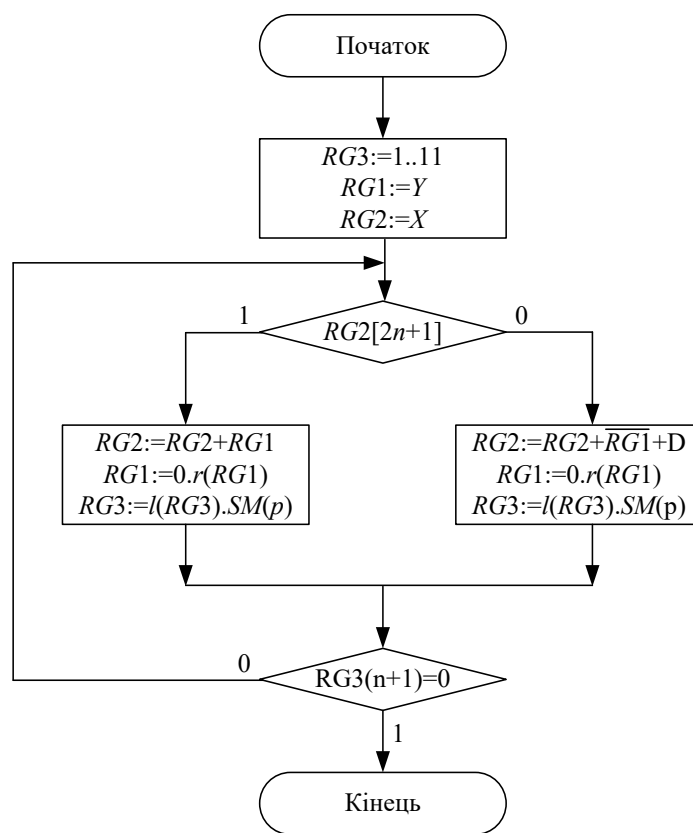 Початок
RG3:=1..11
RG1:=Y
RG2:=X
1
RG2[2n+1]
0
RG2:=RG2+RG1
RG1:=0.r(RG1)
RG3:=l(RG3).SM(p)
RG2:=RG2+R̅G̅1̅+D
RG1:=0.r(RG1)
RG3:=l(RG3).SM(p)
0
RG3(n+1)=0
1
Кінець